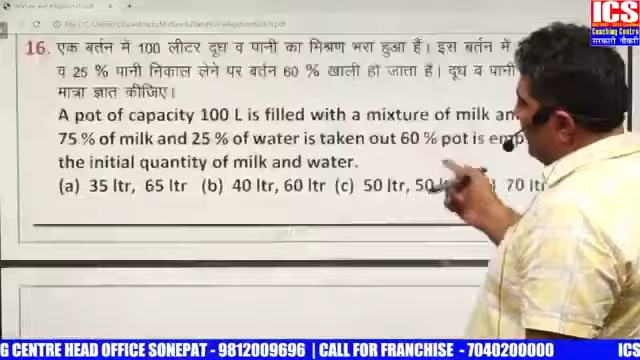 Mixture and Alligation
16. एक बर्तन में 100 लीटर दूध व पानी का मिश्रण भरा हुआ हैं। इस बर्तन में
व 25 % पानी निकाल लेने पर बर्तन 60 % खाली हो जाता है। दूध व पानी
मात्रा ज्ञात कीजिए।
A pot of capacity 100 L is filled with a mixture of milk
75 % of milk and 25 % of water is taken out 60 % pot is
the initial quantity of milk and water.
(a) 35 ltr, 65 ltr (b) 40 ltr, 60 ltr (c) 50 ltr, 50 70 ltr
ICS
Coaching Centre
सरकारी नौकरी
CENTRE HEAD OFFICE SONEPAT - 9812009696 | CALL FOR FRANCHISE - 7040200000 ICS